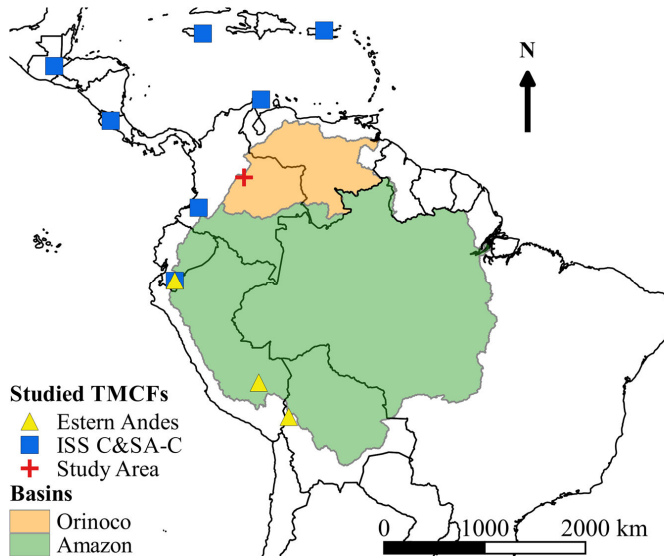 N
Studied TMCFs
Estern Andes
ISS C&SA-C
Study Area
Basins
Orinoco
Amazon
0 1000 2000 km